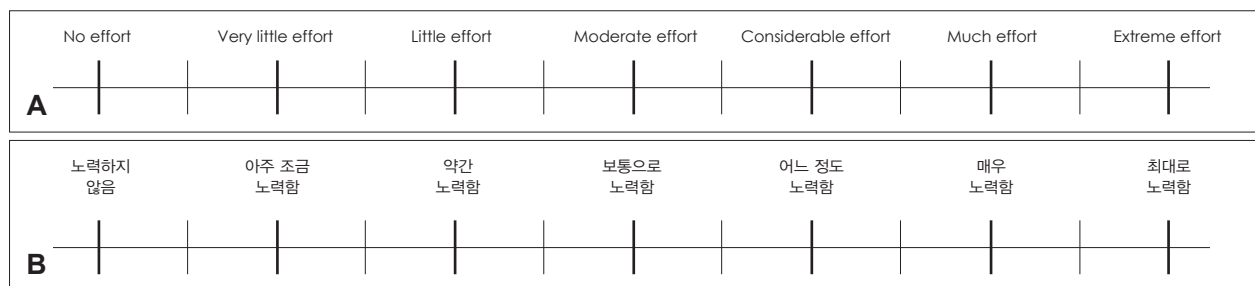 No effort Very little effort Little effort Moderate effort Considerable effort Much effort Extreme effort
A
노력하지 아주 조금 약간 보통으로 어느 정도 매우 최대로
않음 노력함 노력함 노력함 노력함 노력함 노력함
B